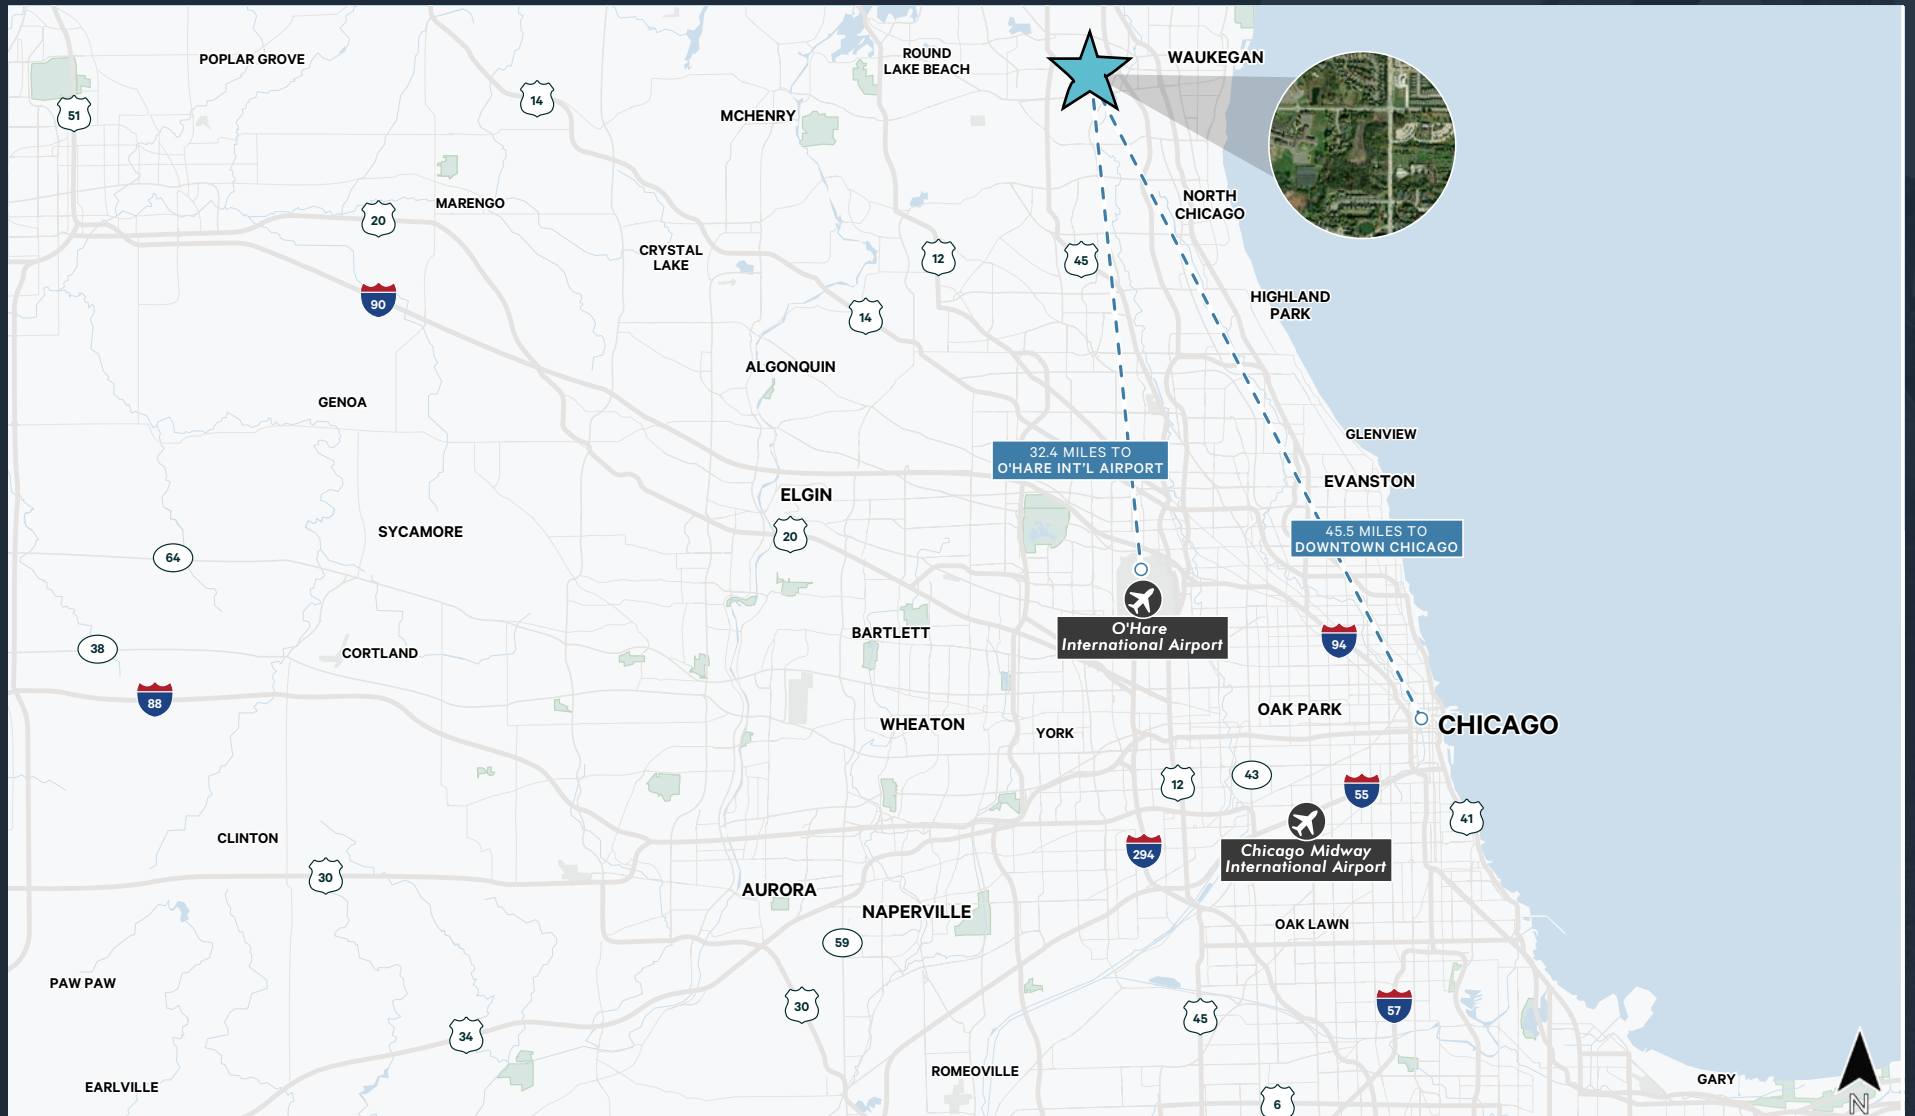 POPLAR GROVE
ROUND
LAKE BEACH
WAUKEGAN
51
14
MCHENRY
20
MARENGO
NORTH
CHICAGO
CRYSTAL
LAKE
12
45
90
14
HIGHLAND
PARK
ALGONQUIN
GENOA
GLENVIEW
32.4 MILES TO
O'HARE INT'L AIRPORT
EVANSTON
ELGIN
SYCAMORE
20
45.5 MILES TO
DOWNTOWN CHICAGO
64
O'Hare
International Airport
BARTLETT
94
38
CORTLAND
88
OAK PARK
WHEATON
YORK
CHICAGO
12
43
55
41
CLINTON
294
Chicago Midway
International Airport
30
AURORA
NAPERVILLE
OAK LAWN
59
PAW PAW
30
57
45
34
ROMEOVILLE
GARY
EARLVILLE
6
N